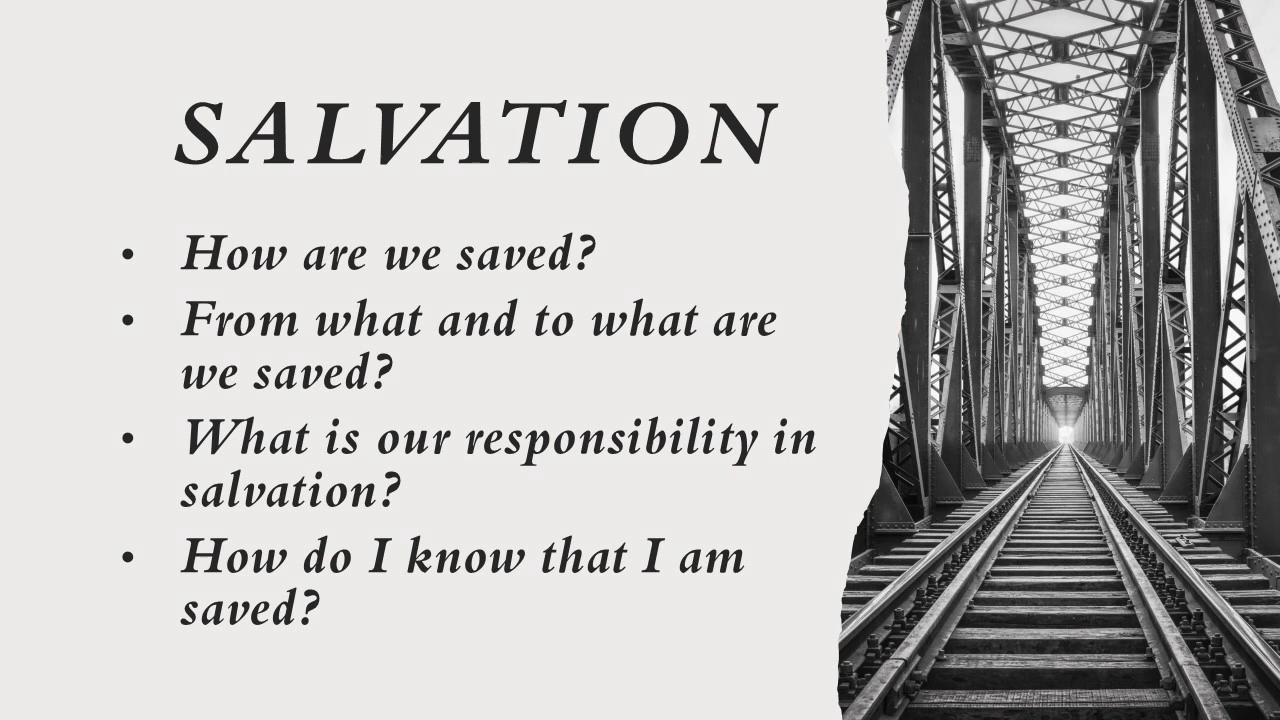 SALVATION
• How are we saved?
• From what and to what are
we saved?
• What is our responsibility in
salvation?
• How do I know that I am
saved?